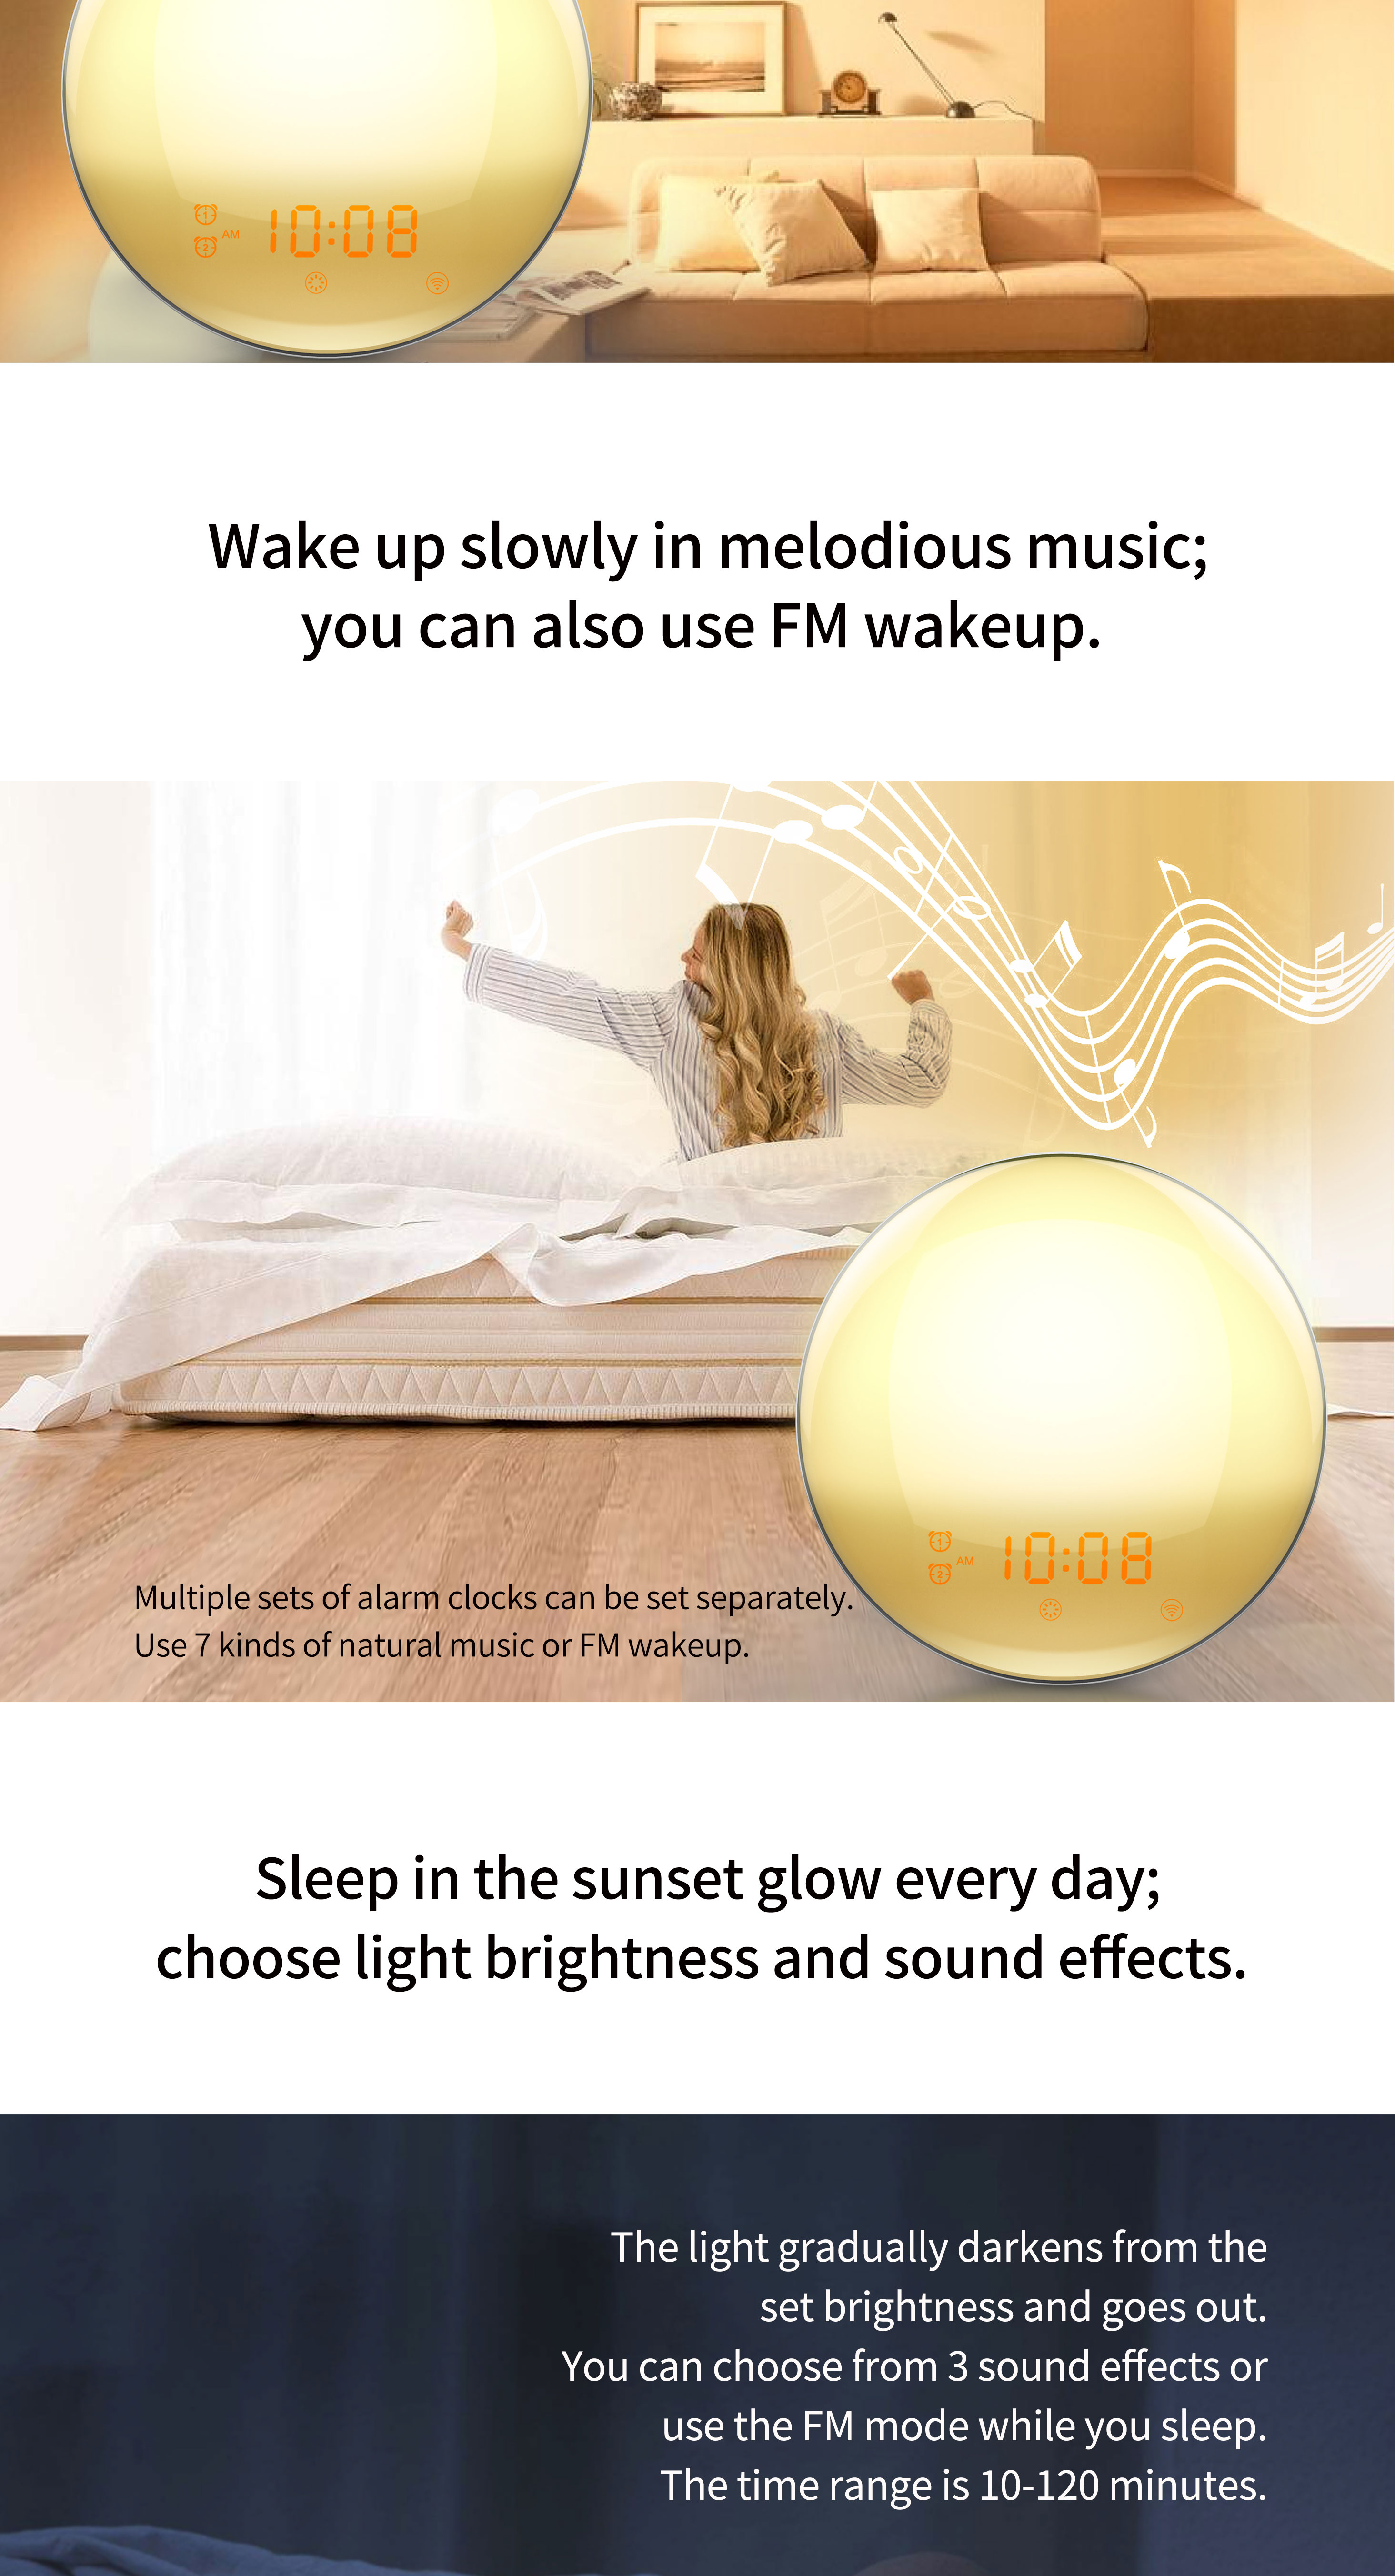 1
AM 10:08
2
Wake up slowly in melodious music;
you can also use FM wakeup.
1
AM 10:08
2
Multiple sets of alarm clocks can be set separately.
Use 7 kinds of natural music or FM wakeup.
Sleep in the sunset glow every day;
choose light brightness and sound effects.
The light gradually darkens from the
set brightness and goes out.
You can choose from 3 sound effects or
use the FM mode while you sleep.
The time range is 10-120 minutes.